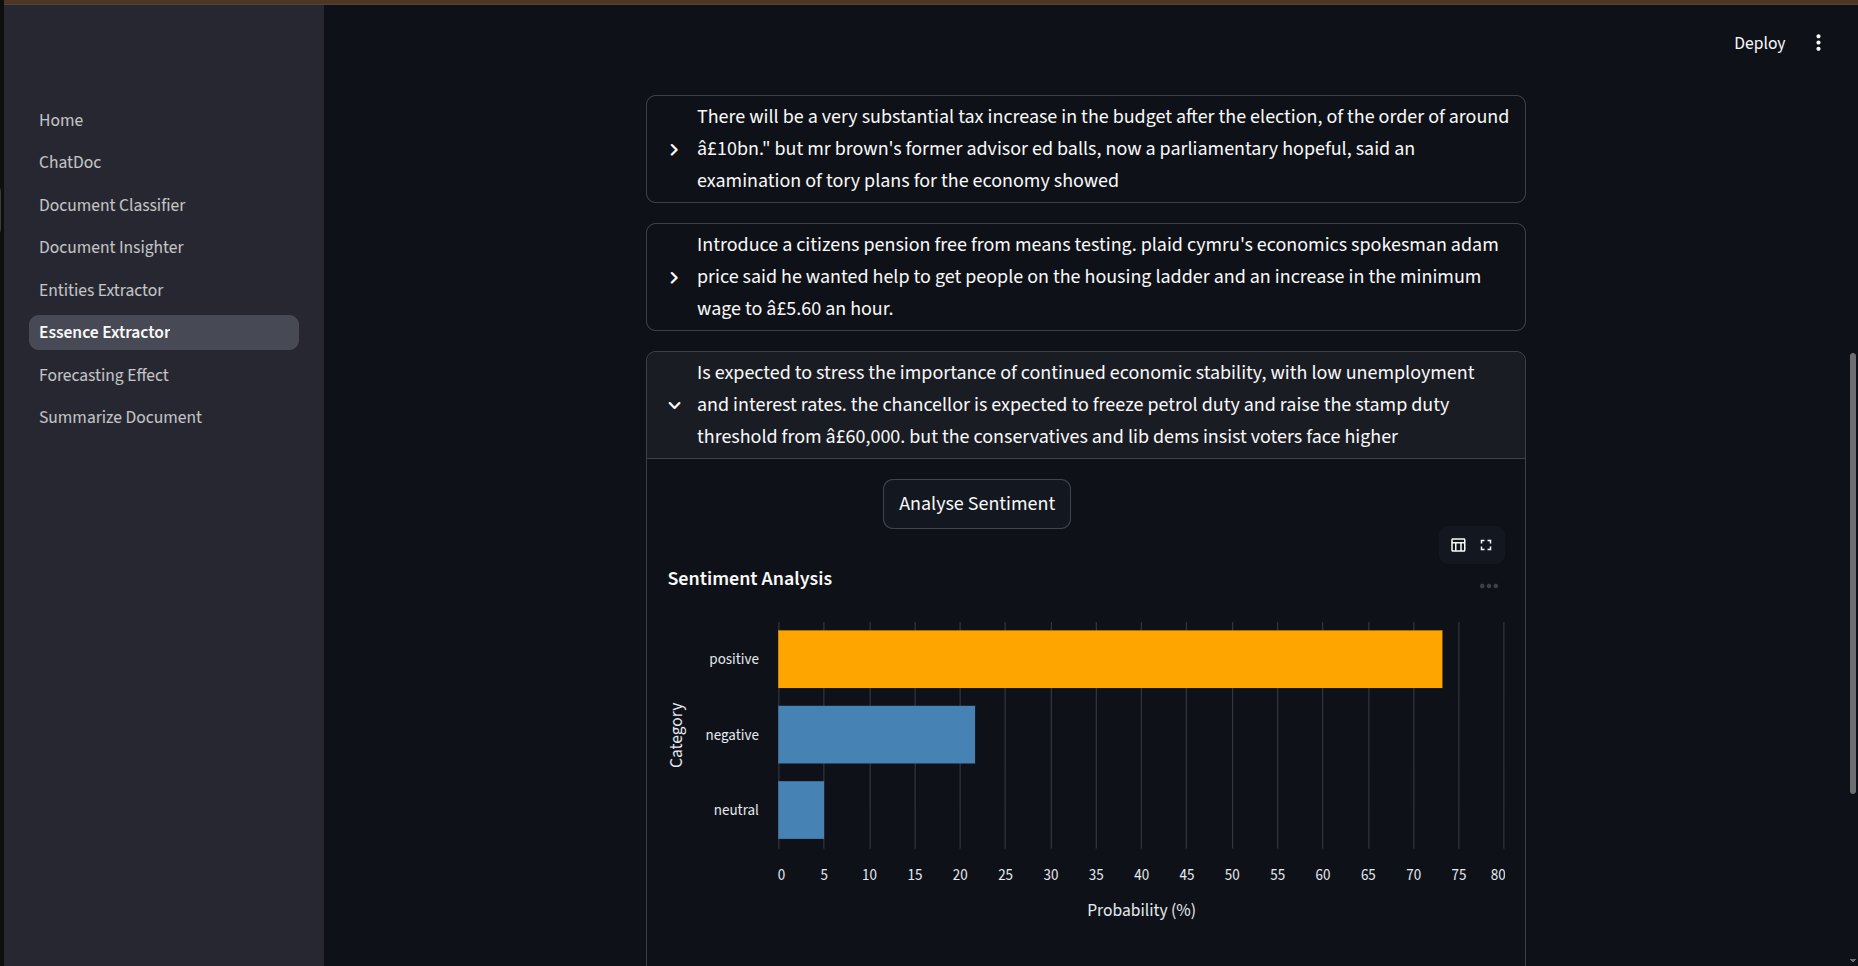 Deploy
Home
ChatDoc
Document Classifier
Document Insighter
Entities Extractor
Essence Extractor
Forecasting Effect
Summarize Document
There will be a very substantial tax increase in the budget after the election, of the order of around
â£10bn." but mr brown's former advisor ed balls, now a parliamentary hopeful, said an
examination of tory plans for the economy showed
Introduce a citizens pension free from means testing. plaid cymru's economics spokesman adam
price said he wanted help to get people on the housing ladder and an increase in the minimum
wage to â£5.60 an hour.
Is expected to stress the importance of continued economic stability, with low unemployment
and interest rates. the chancellor is expected to freeze petrol duty and raise the stamp duty
threshold from â£60,000. but the conservatives and lib dems insist voters face higher
Analyse Sentiment
Sentiment Analysis
positive
negative
neutral
Category
0 5 10 15 20 25 30 35 40 45 50 55 60 65 70 75 80
Probability (%)